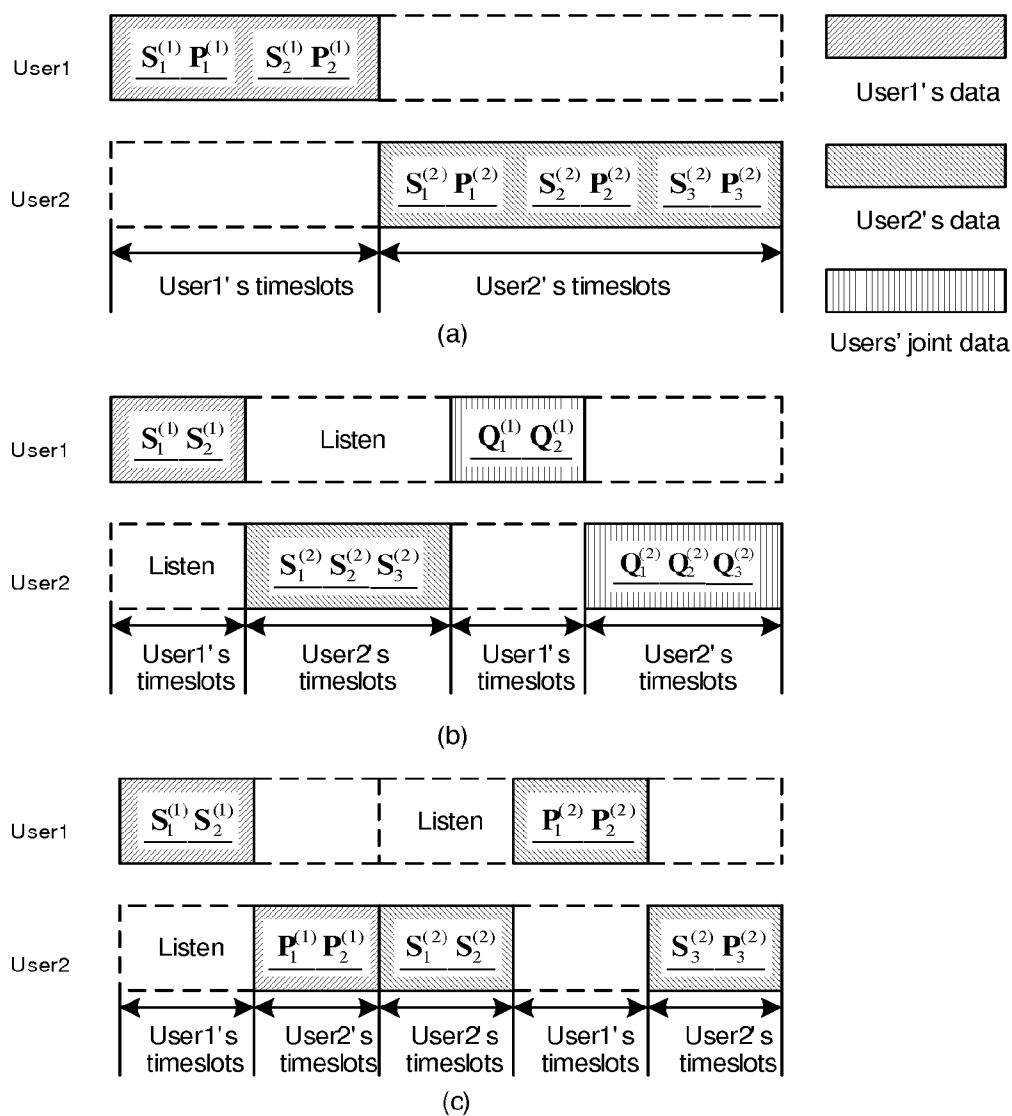 User1
S₁⁽¹⁾ P₁⁽¹⁾ S₂⁽¹⁾ P₂⁽¹⁾
User1's data
User2
S₁⁽²⁾ P₁⁽²⁾ S₂⁽²⁾ P₂⁽²⁾ S₃⁽²⁾ P₃⁽²⁾
User2's data
User1's timeslots
User2's timeslots
(a)
Users' joint data
User1
S₁⁽¹⁾ S₂⁽¹⁾
Listen
Q₁⁽¹⁾ Q₂⁽¹⁾
User2
Listen
S₁⁽²⁾ S₂⁽²⁾ S₃⁽²⁾
Q₁⁽²⁾ Q₂⁽²⁾ Q₃⁽²⁾
User1's
timeslots
User2's
timeslots
User1's
timeslots
User2's
timeslots
(b)
User1
S₁⁽¹⁾ S₂⁽¹⁾
Listen
P₁⁽²⁾ P₂⁽²⁾
User2
Listen
P₁⁽¹⁾ P₂⁽¹⁾
S₁⁽²⁾ S₂⁽²⁾
S₃⁽²⁾ P₃⁽²⁾
User1's
timeslots
User2's
timeslots
User2's
timeslots
User1's
timeslots
User2's
timeslots
(c)